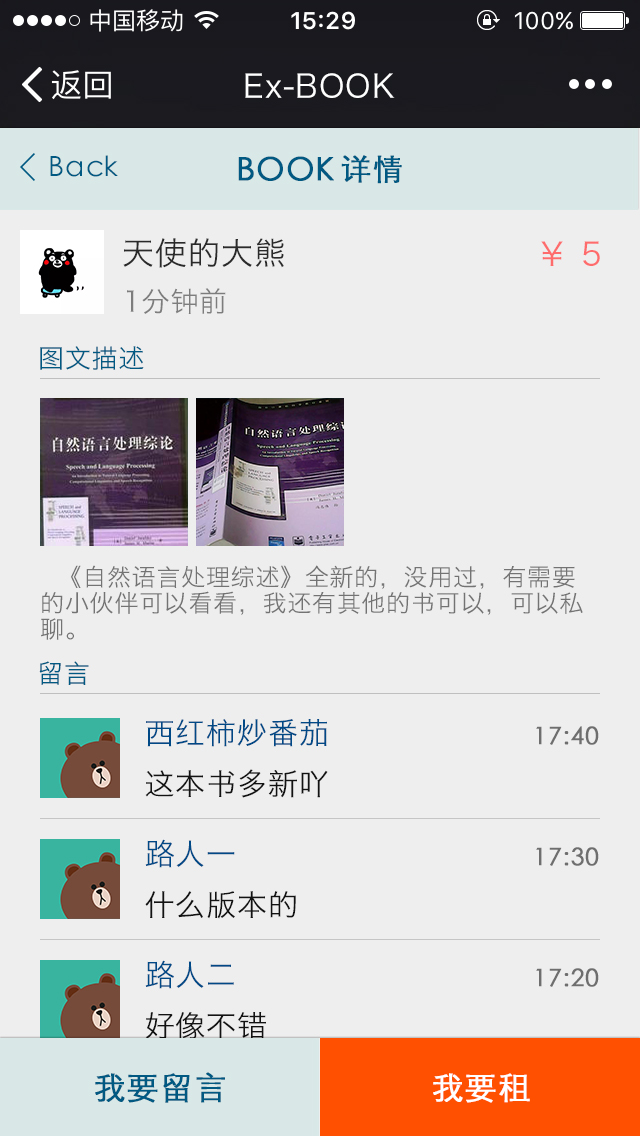 中国移动 15:29 100%
返回 Ex-BOOK
Back BOOK 详情
天使的大熊 ¥ 5
1分钟前
图文描述
自然语言处理综论
Speech and Language Processing
自然语言处理综论
《自然语言处理综述》全新的，没用过，有需要
的小伙伴可以看看，我还有其他的书可以，可以私
聊。
留言
西红柿炒番茄 17:40
这本书多新吖
路人一 17:30
什么版本的
路人二 17:20
好像不错
我要留言 我要租